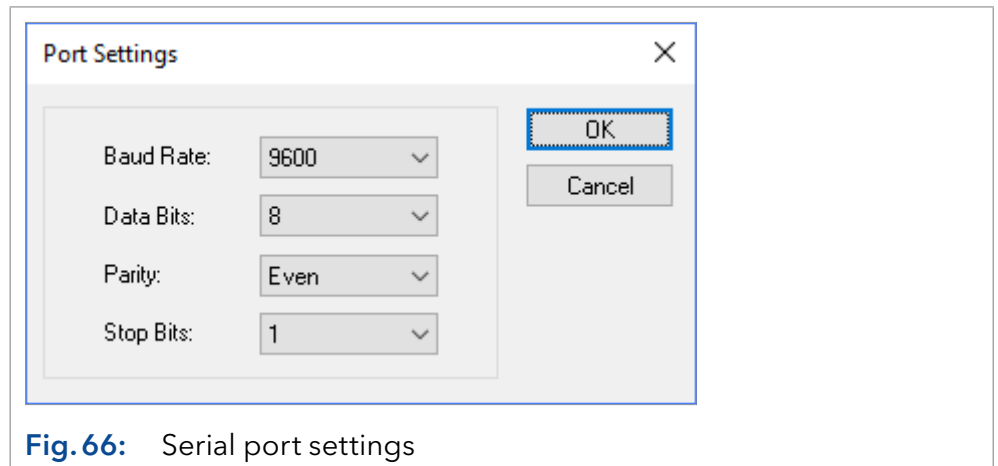 Port Settings
OK
Cancel
Baud Rate: 9600
Data Bits: 8
Parity: Even
Stop Bits: 1
Fig. 66: Serial port settings